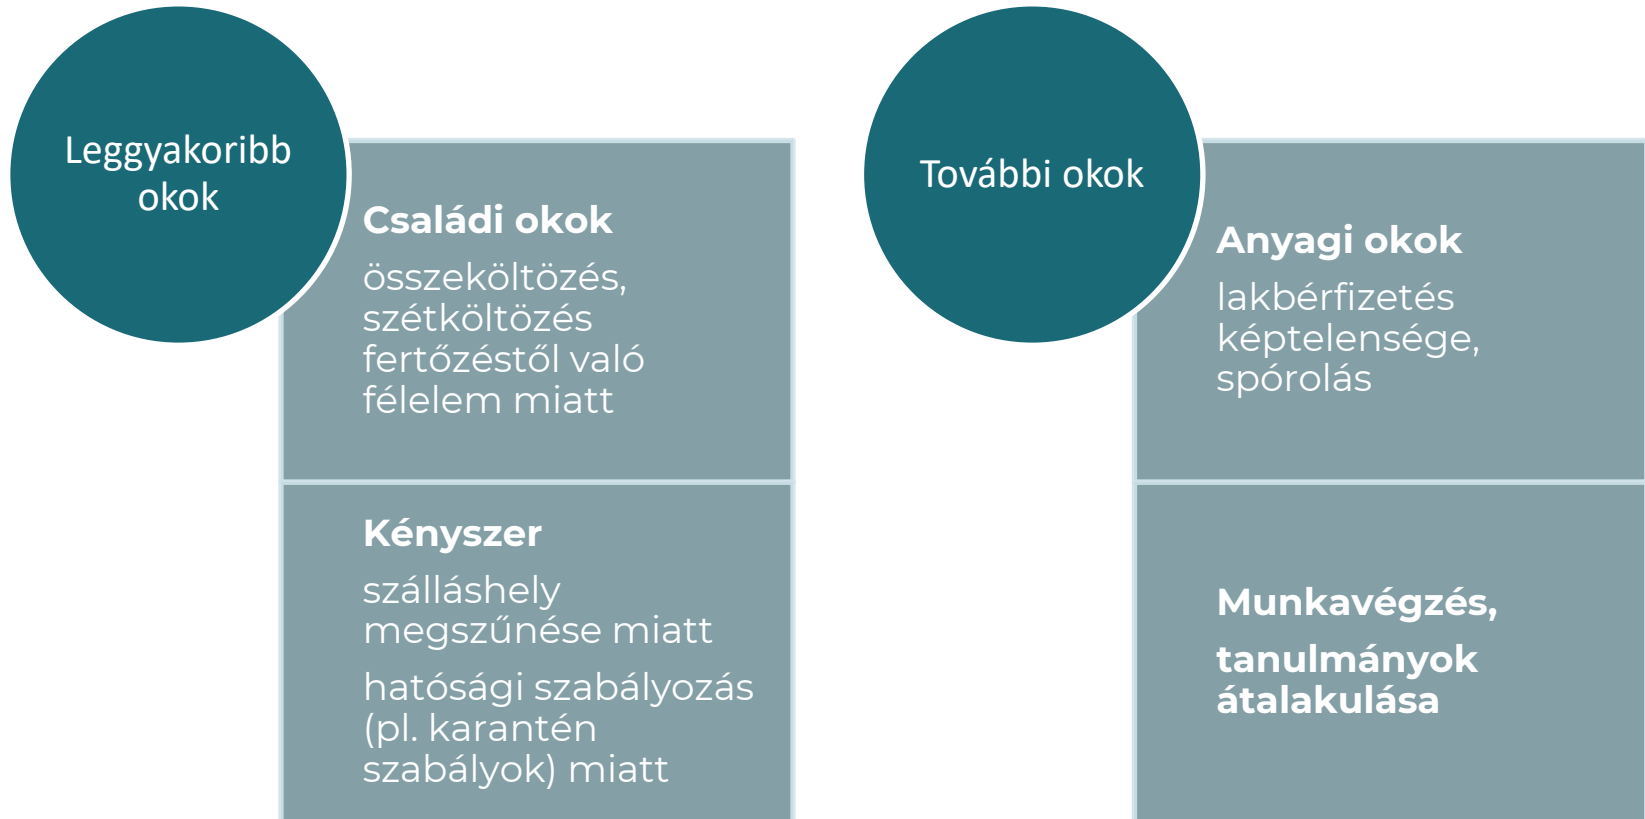 Leggyakoribb
okok
Családi okok
összeköltözés,
szétköltözés
fertőzéstől való
félelem miatt
Kényszer
szálláshely
megszűnése miatt
hatósági szabályozás
(pl. karantén
szabályok) miatt
További okok
Anyagi okok
lakbérfizetés
képtelensége,
spórolás
Munkavégzés,
tanulmányok
átalakulása